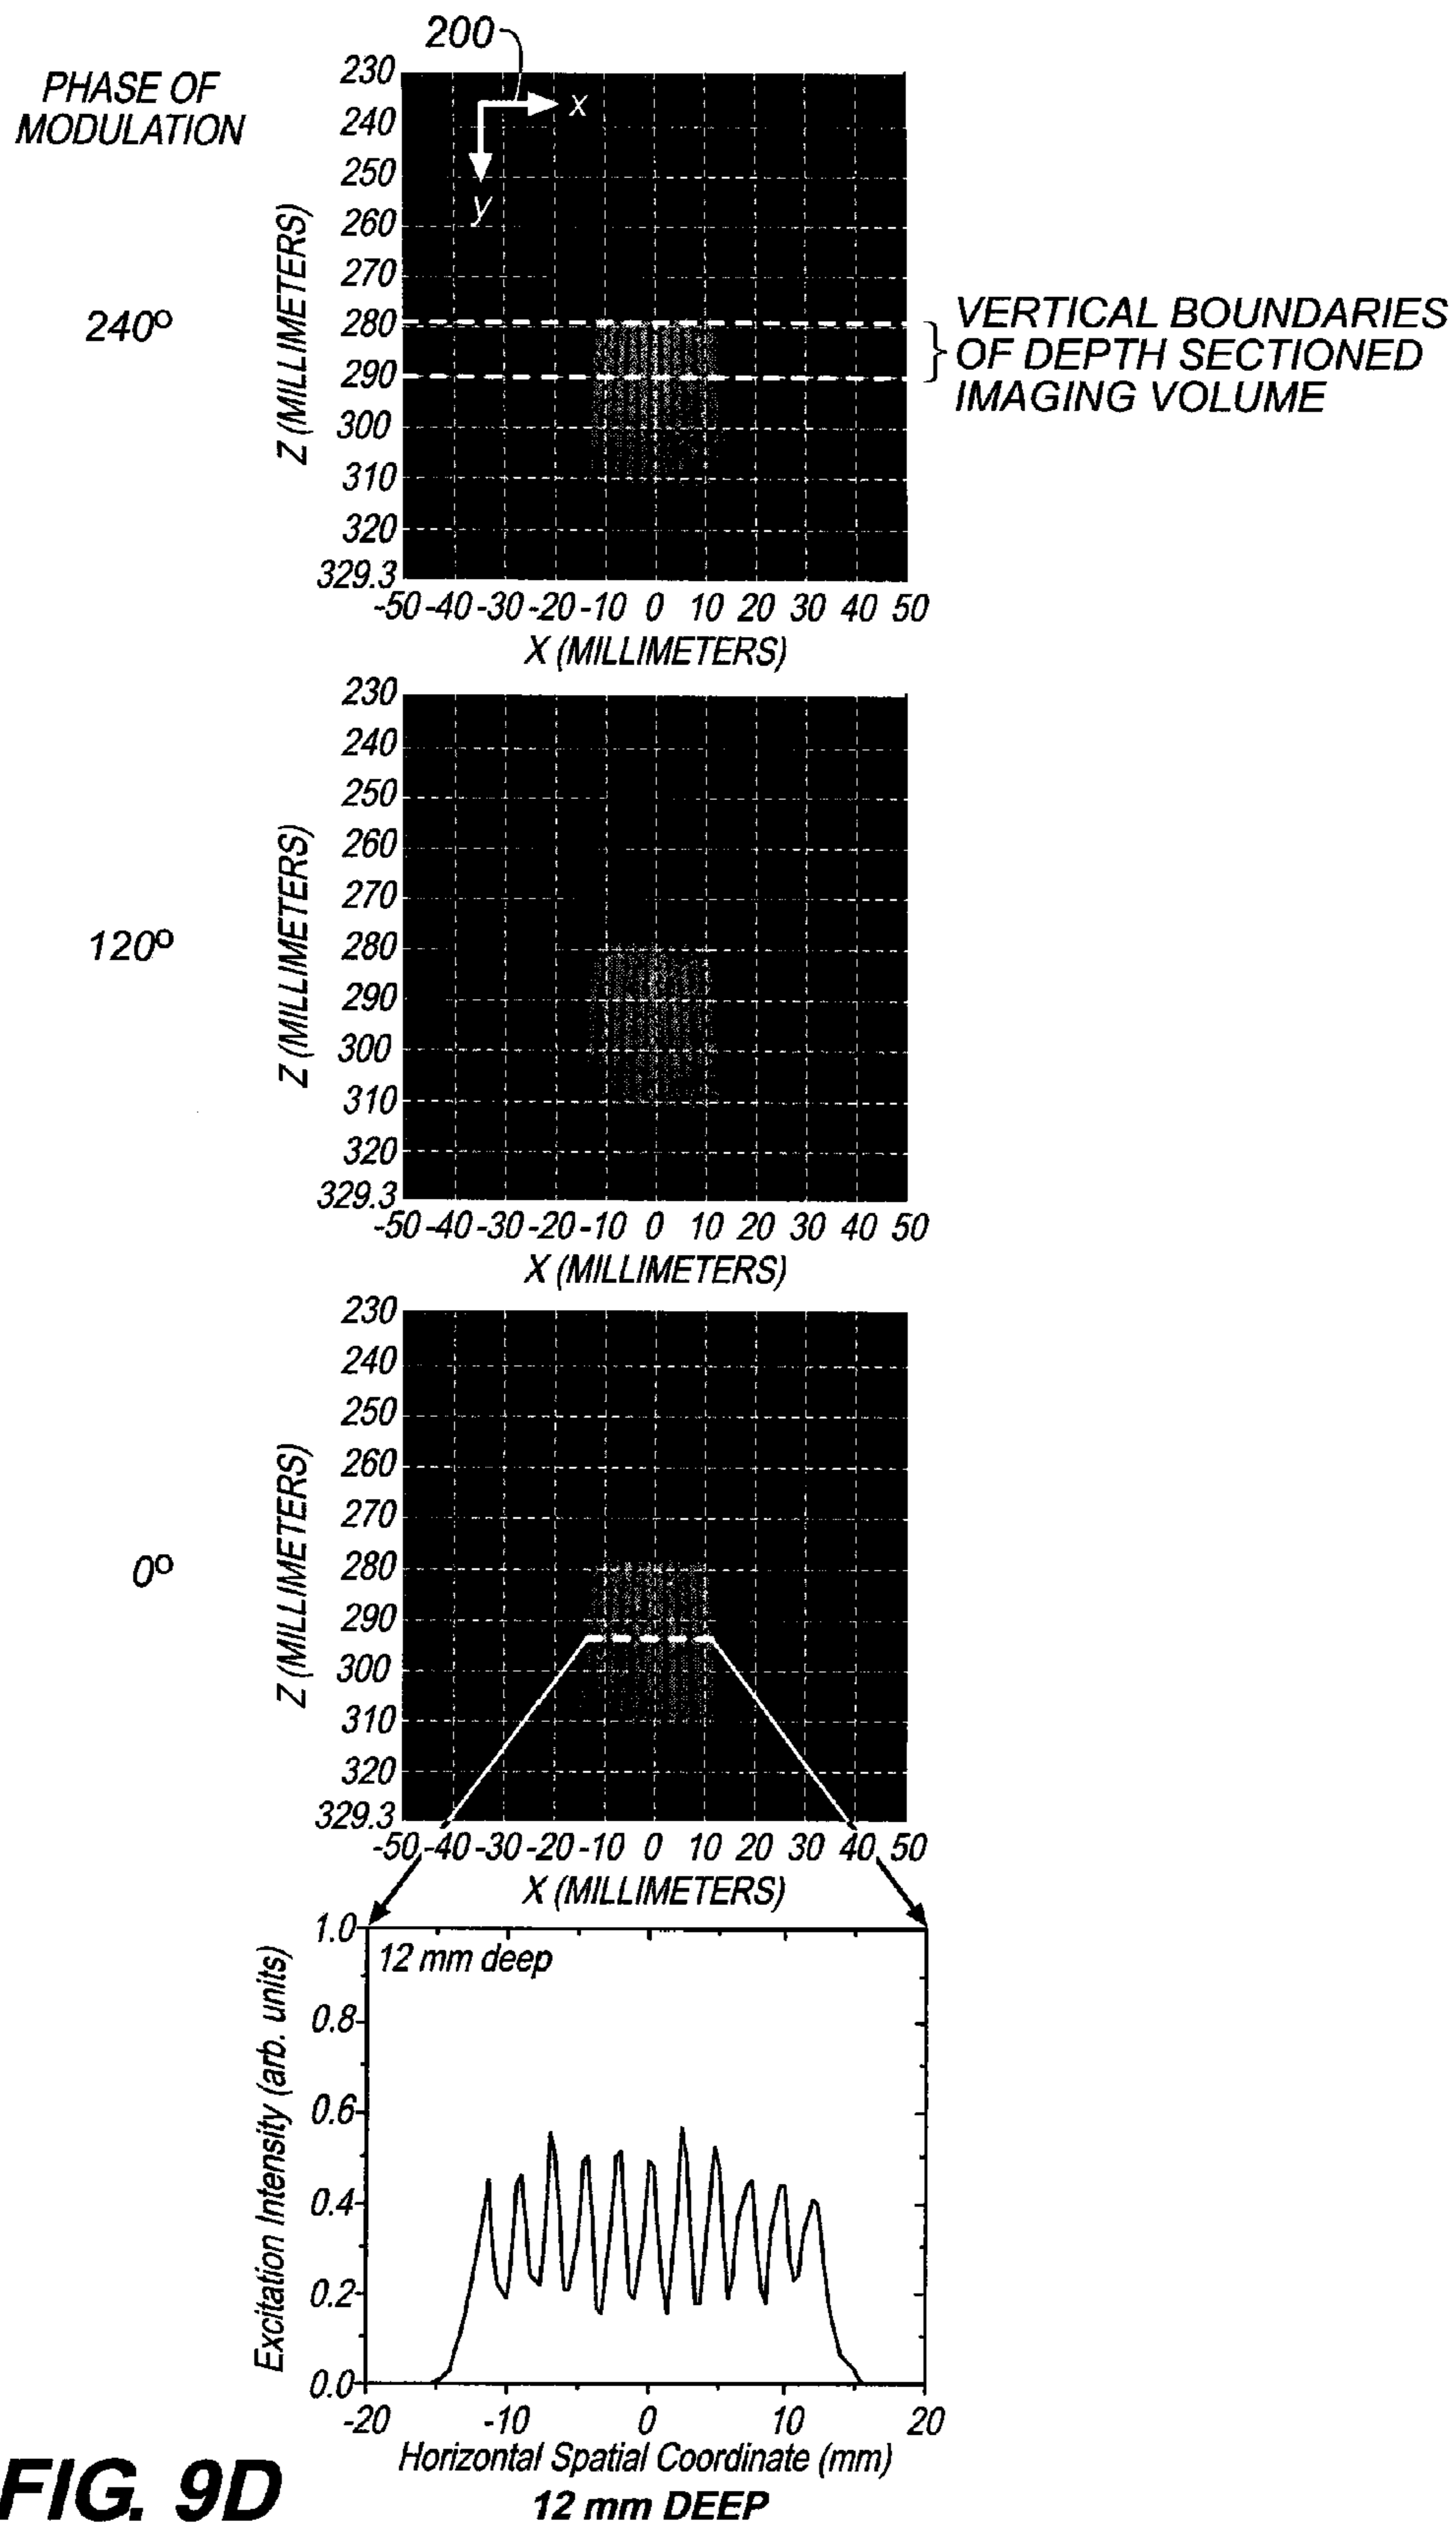 200
PHASE OF
MODULATION
x
y
230
240
250
260
270
280
290
300
310
320
329.3
Z (MILLIMETERS)
240º
VERTICAL BOUNDARIES
OF DEPTH SECTIONED
IMAGING VOLUME
-50 -40 -30 -20 -10 0 10 20 30 40 50
X (MILLIMETERS)
230
240
250
260
270
280
290
300
310
320
329.3
Z (MILLIMETERS)
120º
-50 -40 -30 -20 -10 0 10 20 30 40 50
X (MILLIMETERS)
230
240
250
260
270
280
290
300
310
320
329.3
Z (MILLIMETERS)
0º
-50 -40 -30 -20 -10 0 10 20 30 40 50
X (MILLIMETERS)
12 mm deep
1.0
0.8
0.6
0.4
0.2
0.0
Excitation Intensity (arb. units)
-20 -10 0 10 20
Horizontal Spatial Coordinate (mm)
12 mm DEEP
FIG. 9D